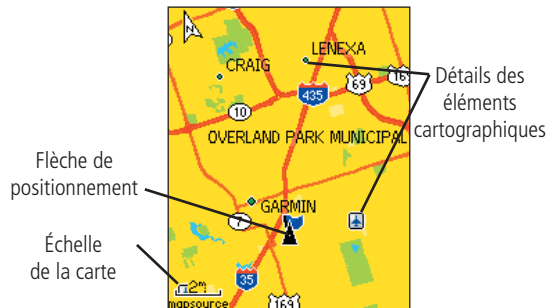 LENEXA
CRAIG
69
16
435
10
OVERLAND PARK MUNICIPAL
Détails des
éléments
cartographiques
Flèche de
positionnement
GARMIN
7
Échelle
de la carte
35
2m
mapsource
169